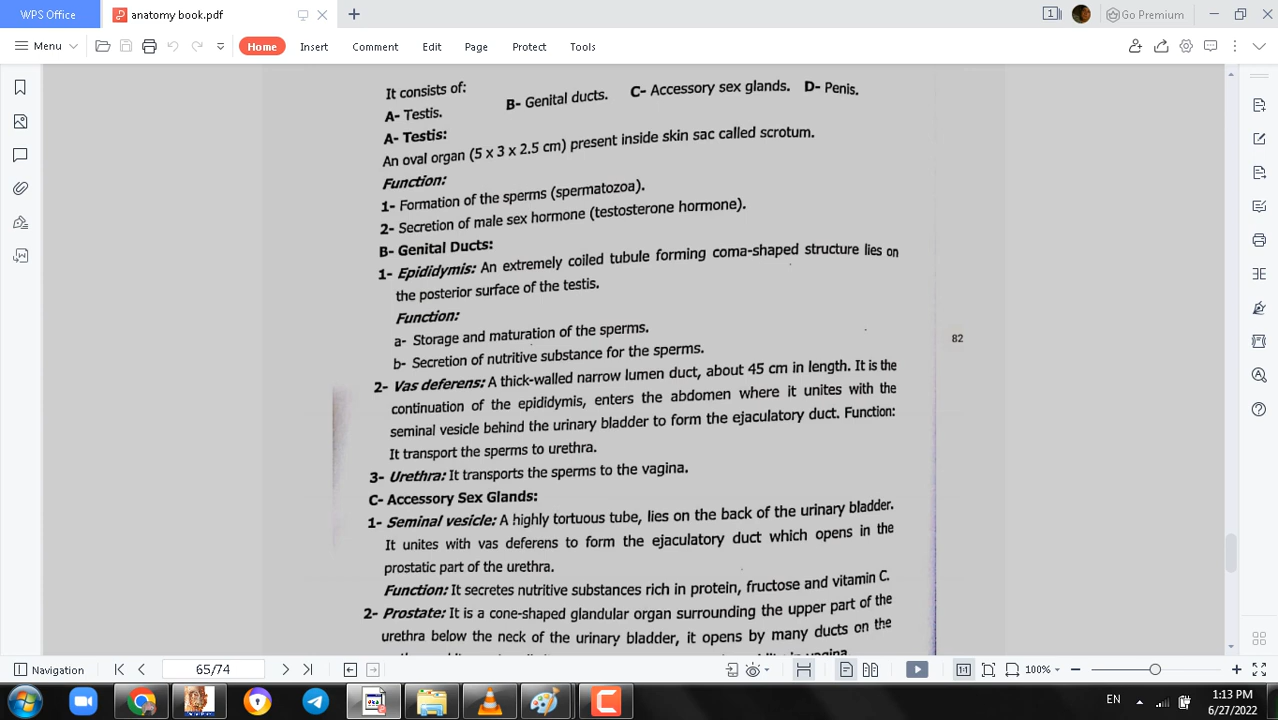 WPS Office
anatomy book.pdf
1
Go Premium
Menu
Home
Insert
Comment
Edit
Page
Protect
Tools
It consists of:
A- Testis. B- Genital ducts. C- Accessory sex glands. D- Penis.
A- Testis:
An oval organ (5 x 3 x 2.5 cm) present inside skin sac called scrotum.
Function:
1- Formation of the sperms (spermatozoa).
2- Secretion of male sex hormone (testosterone hormone).
B- Genital Ducts:
1- Epididymis: An extremely coiled tubule forming coma-shaped structure lies on
the posterior surface of the testis.
Function:
a- Storage and maturation of the sperms.
b- Secretion of nutritive substance for the sperms.
2- Vas deferens: A thick-walled narrow lumen duct, about 45 cm in length. It is the
continuation of the epididymis, enters the abdomen where it unites with the
seminal vesicle behind the urinary bladder to form the ejaculatory duct. Function:
It transport the sperms to urethra.
3- Urethra: It transports the sperms to the vagina.
C- Accessory Sex Glands:
1- Seminal vesicle: A highly tortuous tube, lies on the back of the urinary bladder.
It unites with vas deferens to form the ejaculatory duct which opens in the
prostatic part of the urethra.
Function: It secretes nutritive substances rich in protein, fructose and vitamin C.
2- Prostate: It is a cone-shaped glandular organ surrounding the upper part of the
urethra below the neck of the urinary bladder, it opens by many ducts on the
82
Navigation
65/74
100%
EN
1:13 PM
6/27/2022